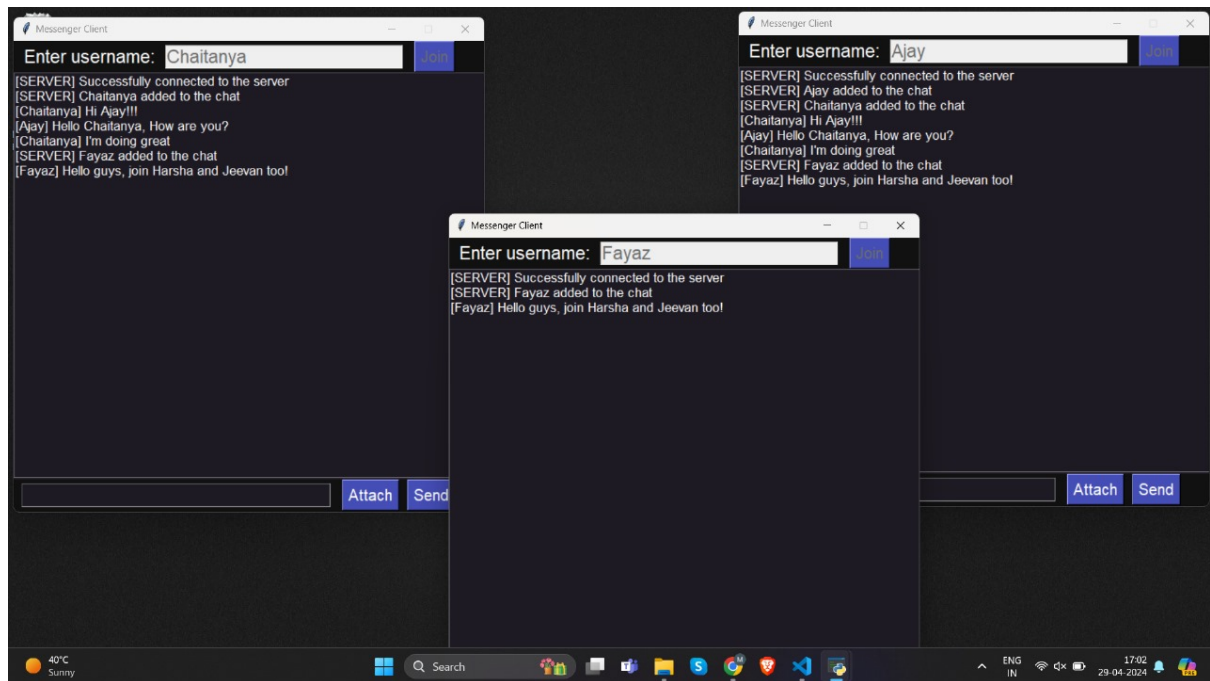 Messenger Client
Enter username: Chaitanya Join
[SERVER] Successfully connected to the server
[SERVER] Chaitanya added to the chat
[Chaitanya] Hi Ajay!!!
[Ajay] Hello Chaitanya, How are you?
[Chaitanya] I'm doing great
[SERVER] Fayaz added to the chat
[Fayaz] Hello guys, join Harsha and Jeevan too!
Attach Send
Messenger Client
Enter username: Ajay Join
[SERVER] Successfully connected to the server
[SERVER] Ajay added to the chat
[SERVER] Chaitanya added to the chat
[Chaitanya] Hi Ajay!!!
[Ajay] Hello Chaitanya, How are you?
[Chaitanya] I'm doing great
[SERVER] Fayaz added to the chat
[Fayaz] Hello guys, join Harsha and Jeevan too!
Attach Send
Messenger Client
Enter username: Fayaz Join
[SERVER] Successfully connected to the server
[SERVER] Fayaz added to the chat
[Fayaz] Hello guys, join Harsha and Jeevan too!
40°C
Sunny
Search
ENG
IN
17:02
29-04-2024